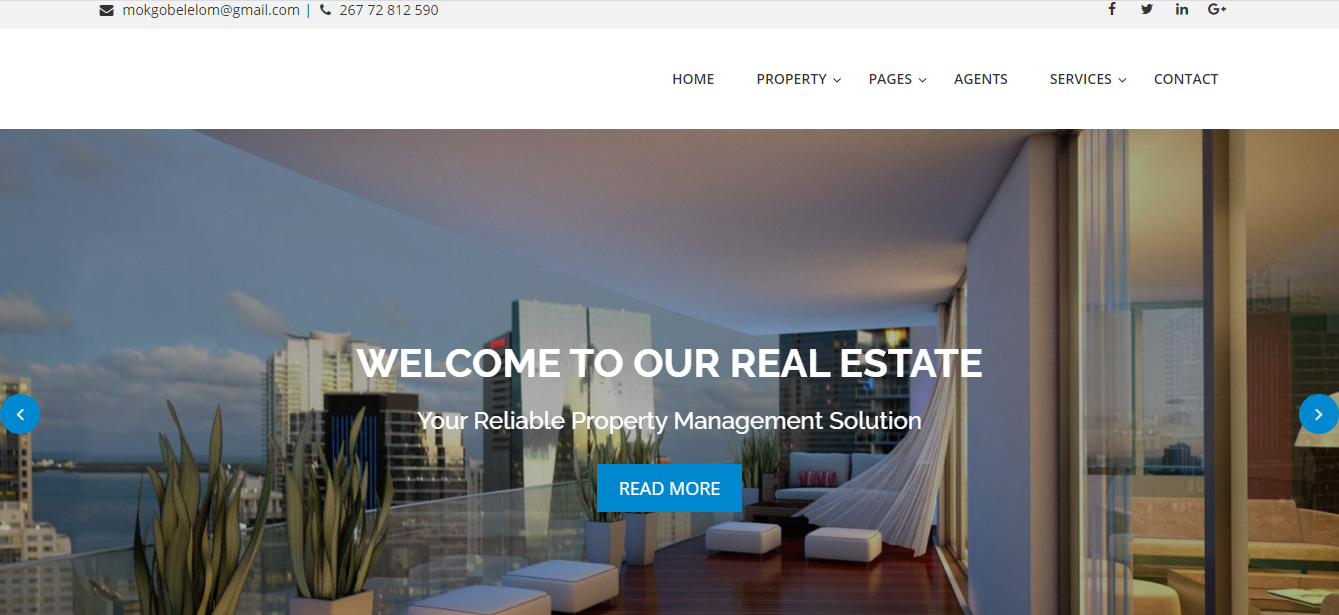 mokgobelelom@gmail.com | 267 72 812 590
HOME PROPERTY PAGES AGENTS SERVICES CONTACT
WELCOME TO OUR REAL ESTATE
Your Reliable Property Management Solution
READ MORE